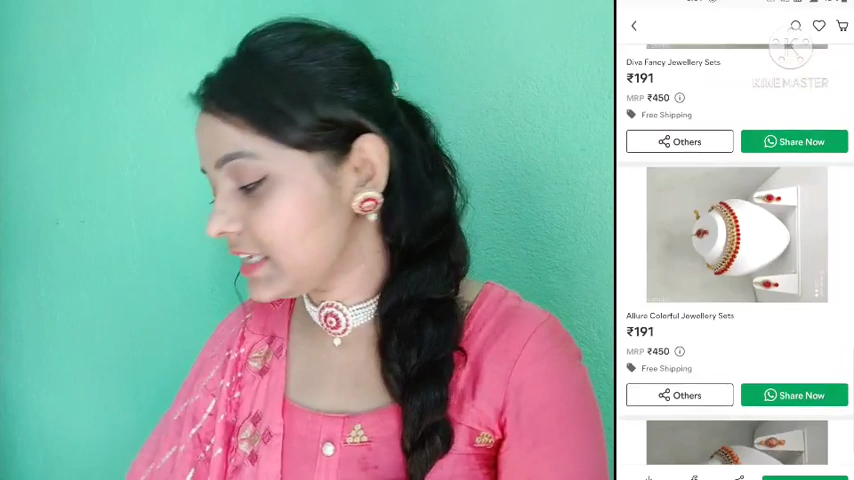 KINEMASTER
Diva Fancy Jewellery Sets
₹191
MRP ₹450
Free Shipping
Others
Share Now
Allure Colorful Jewellery Sets
₹191
MRP ₹450
Free Shipping
Others
Share Now